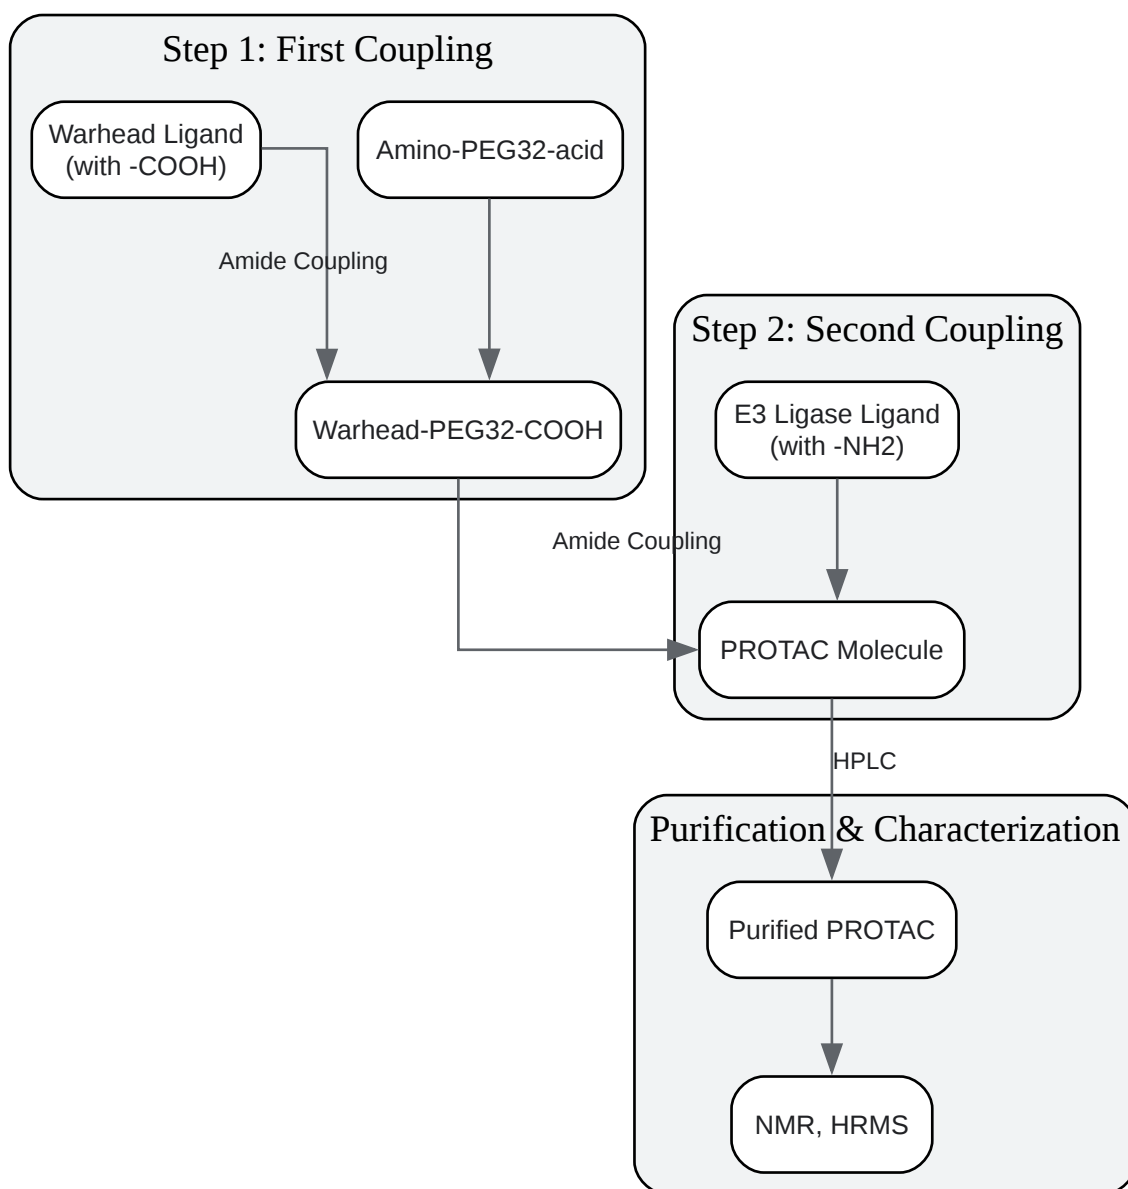 Step 1: First Coupling
Warhead Ligand
(with -COOH)
Amino-PEG32-acid
Amide Coupling
Warhead-PEG32-COOH
Step 2: Second Coupling
E3 Ligase Ligand
(with -NH2)
Amide Coupling
PROTAC Molecule
HPLC
Purification & Characterization
Purified PROTAC
NMR, HRMS